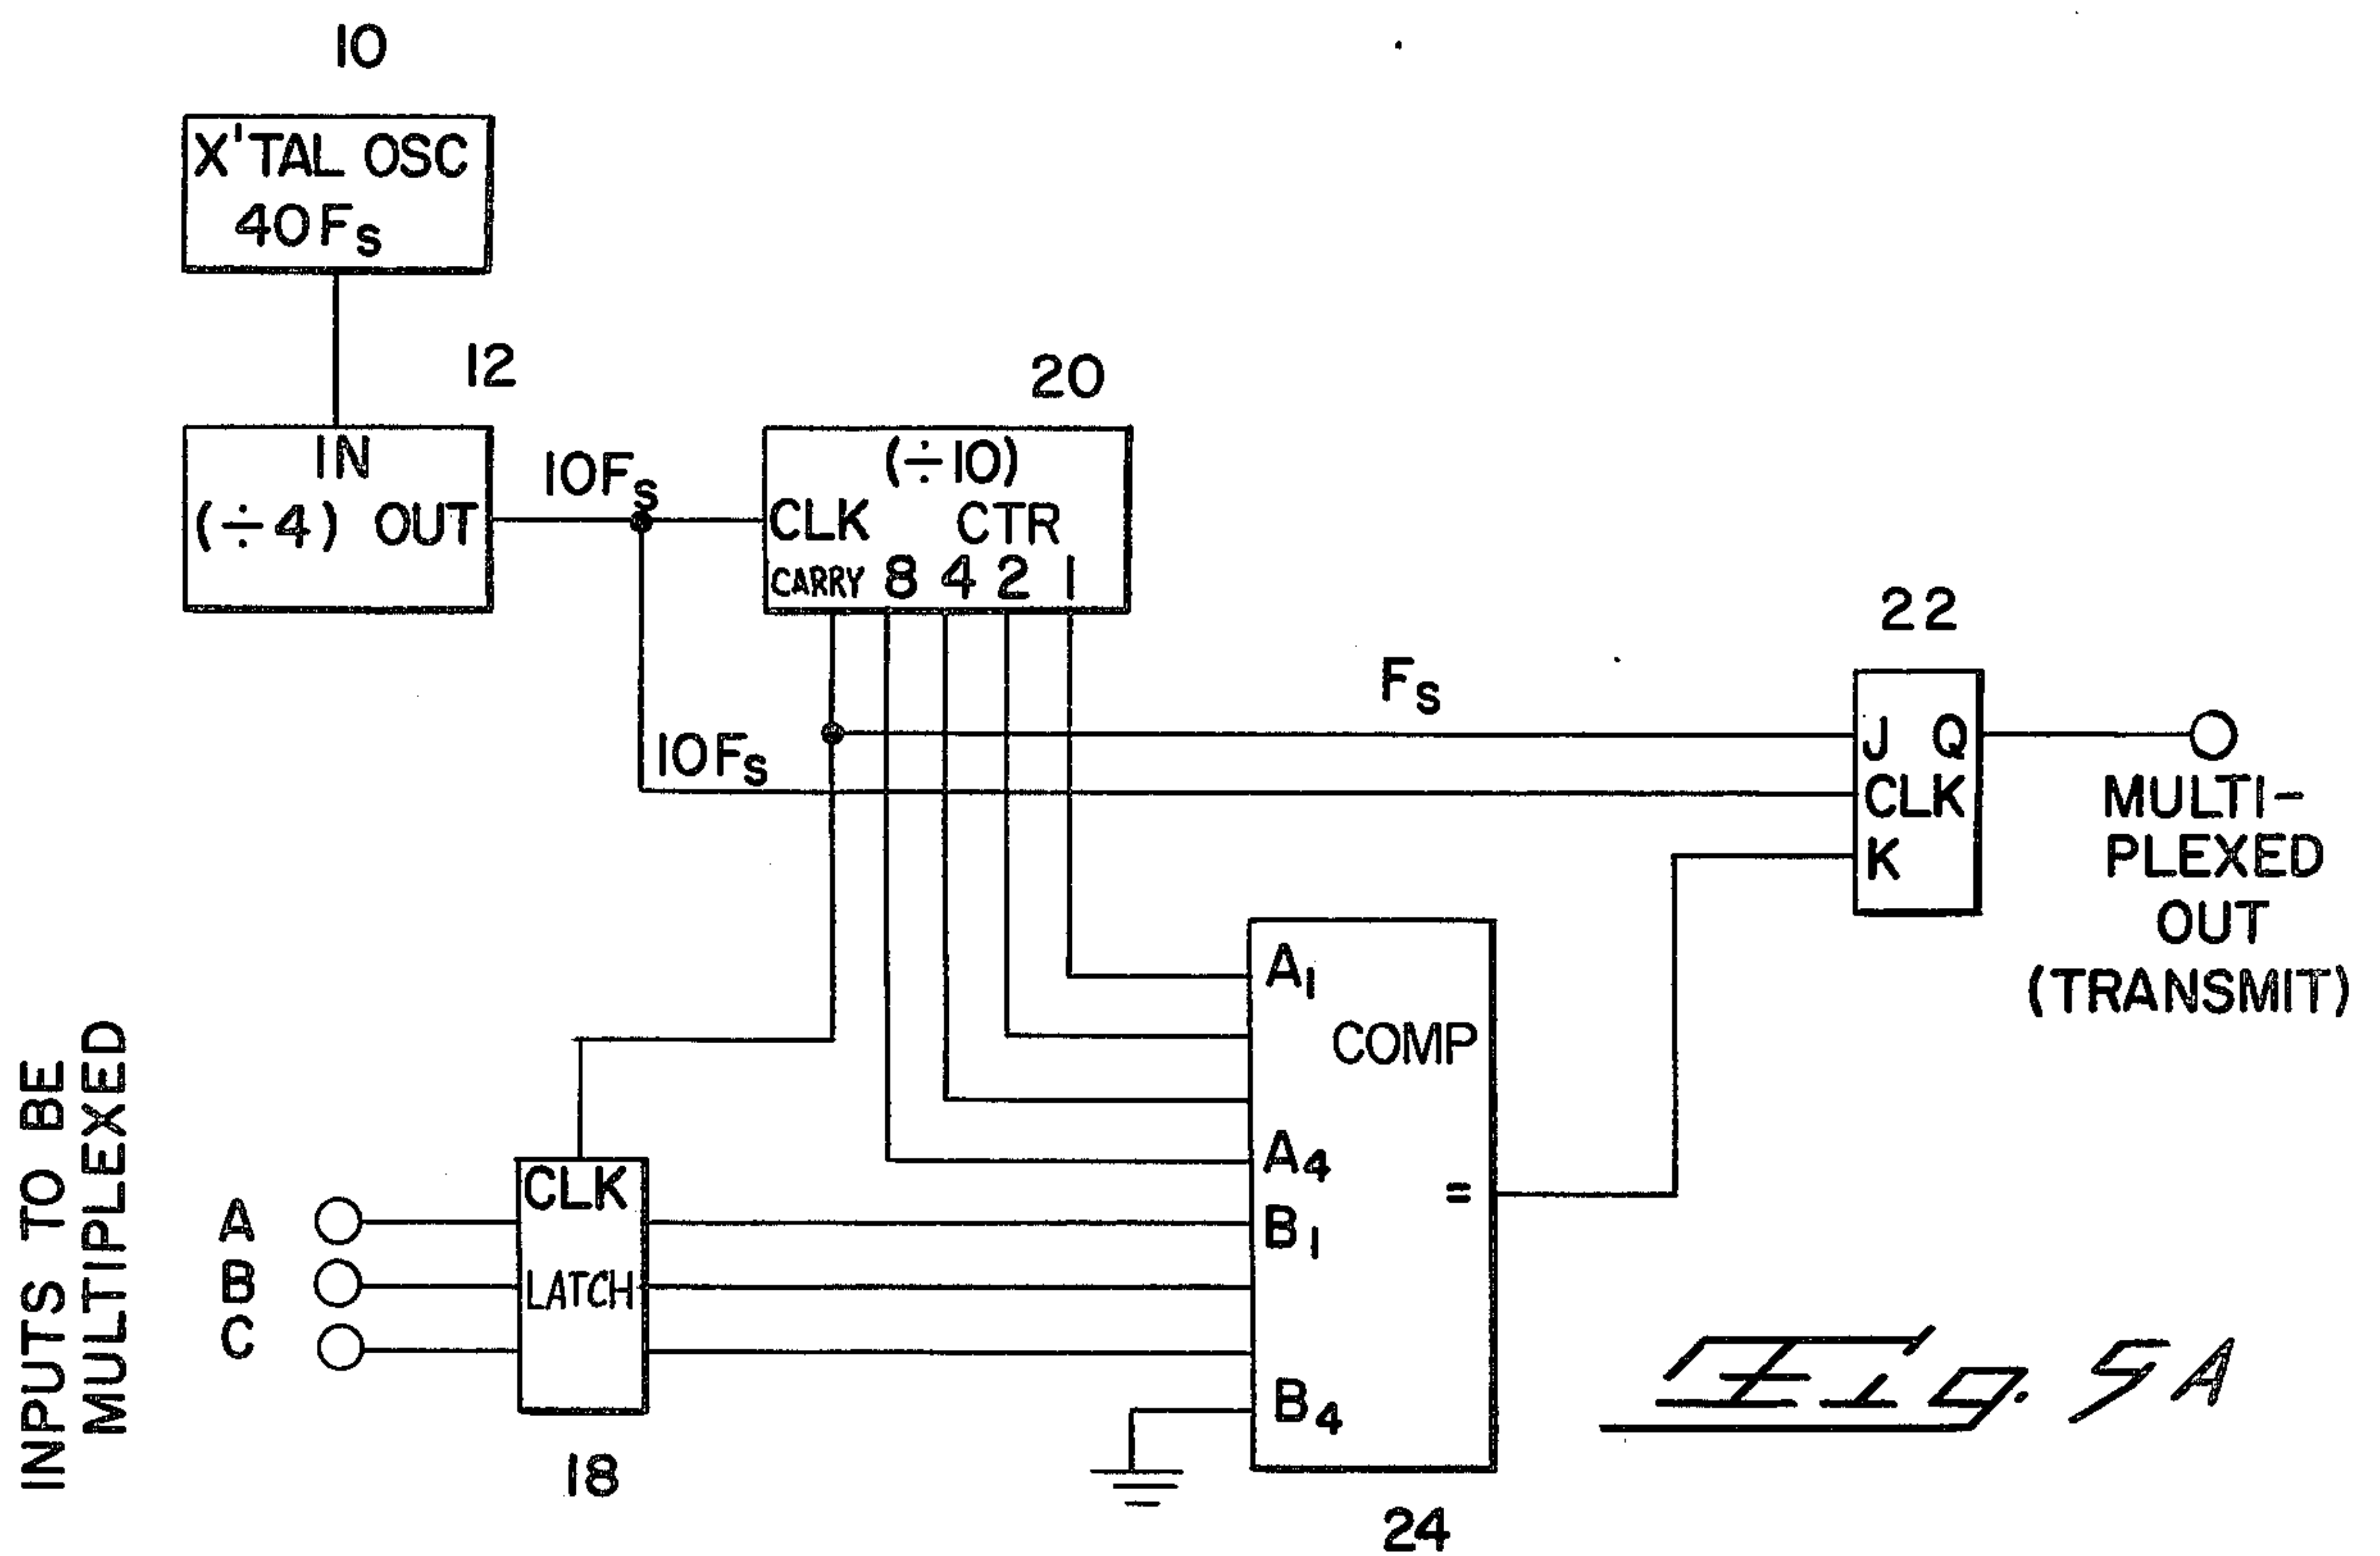 10
X'TAL OSC
40FS
12
IN
(÷4) OUT
10FS
20
(÷10)
CLK CTR
CARRY 8 4 2 1
FS
10FS
22
J Q
CLK
K
MULTI-
PLEXED
OUT
(TRANSMIT)
A1
COMP
A4
=
B1
B4
24
INPUTS TO BE
MULTIPLEXED
A
B
C
CLK
LATCH
18
Fig. 5A